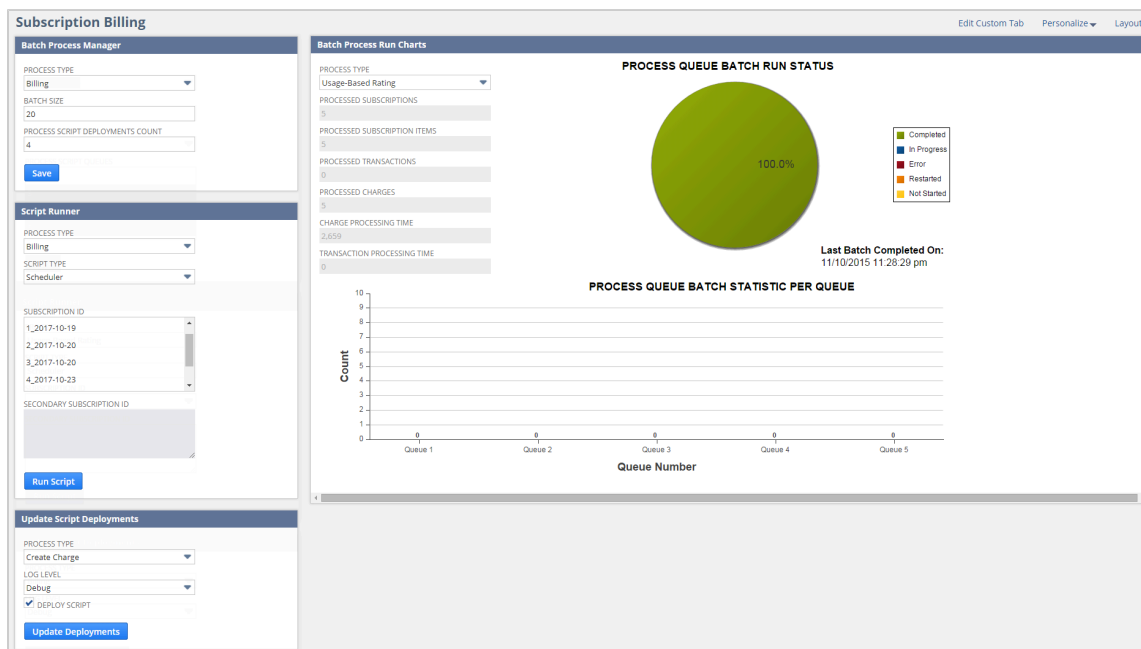 Subscription Billing
Edit Custom Tab Personalize Layout
Batch Process Manager
PROCESS TYPE
Billing
BATCH SIZE
20
PROCESS SCRIPT DEPLOYMENTS COUNT
4
Save
Script Runner
PROCESS TYPE
Billing
SCRIPT TYPE
Scheduler
SUBSCRIPTION ID
1_2017-10-19
2_2017-10-20
3_2017-10-20
4_2017-10-23
SECONDARY SUBSCRIPTION ID
Run Script
Update Script Deployments
PROCESS TYPE
Create Charge
LOG LEVEL
Debug
DEPLOY SCRIPT
Update Deployments
Batch Process Run Charts
PROCESS TYPE
Usage-Based Rating
PROCESSED SUBSCRIPTIONS
5
PROCESSED SUBSCRIPTION ITEMS
5
PROCESSED TRANSACTIONS
0
PROCESSED CHARGES
5
CHARGE PROCESSING TIME
2,659
TRANSACTION PROCESSING TIME
0
PROCESS QUEUE BATCH RUN STATUS
100.0%
Completed
In Progress
Error
Restarted
Not Started
Last Batch Completed On:
11/10/2015 11:28:29 pm
PROCESS QUEUE BATCH STATISTIC PER QUEUE
Count
10
9
8
7
6
5
4
3
2
1
0
0 0 0 0 0
Queue 1 Queue 2 Queue 3 Queue 4 Queue 5
Queue Number